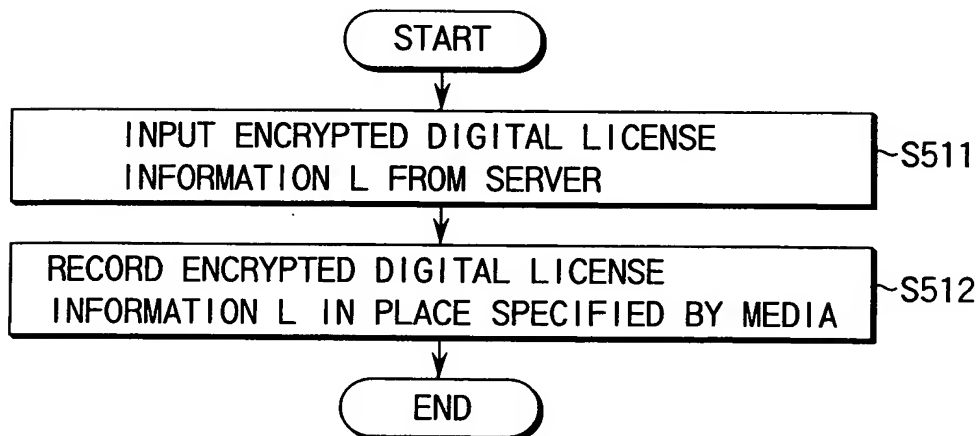 START
INPUT ENCRYPTED DIGITAL LICENSE
INFORMATION L FROM SERVER
S511
RECORD ENCRYPTED DIGITAL LICENSE
INFORMATION L IN PLACE SPECIFIED BY MEDIA
S512
END